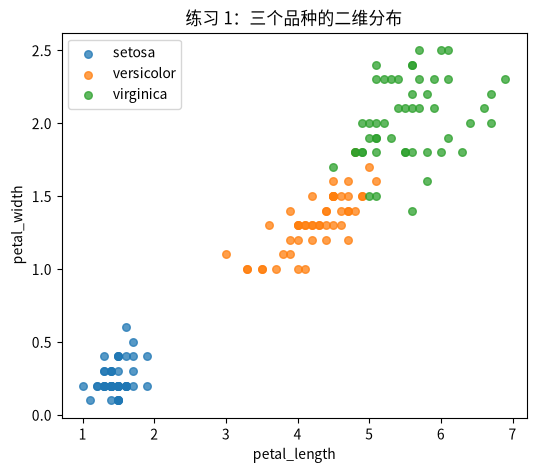 练习 1：三个品种的二维分布
setosa
versicolor
virginica
petal_width
2.5
2.0
1.5
1.0
0.5
0.0
1 2 3 4 5 6 7
petal_length